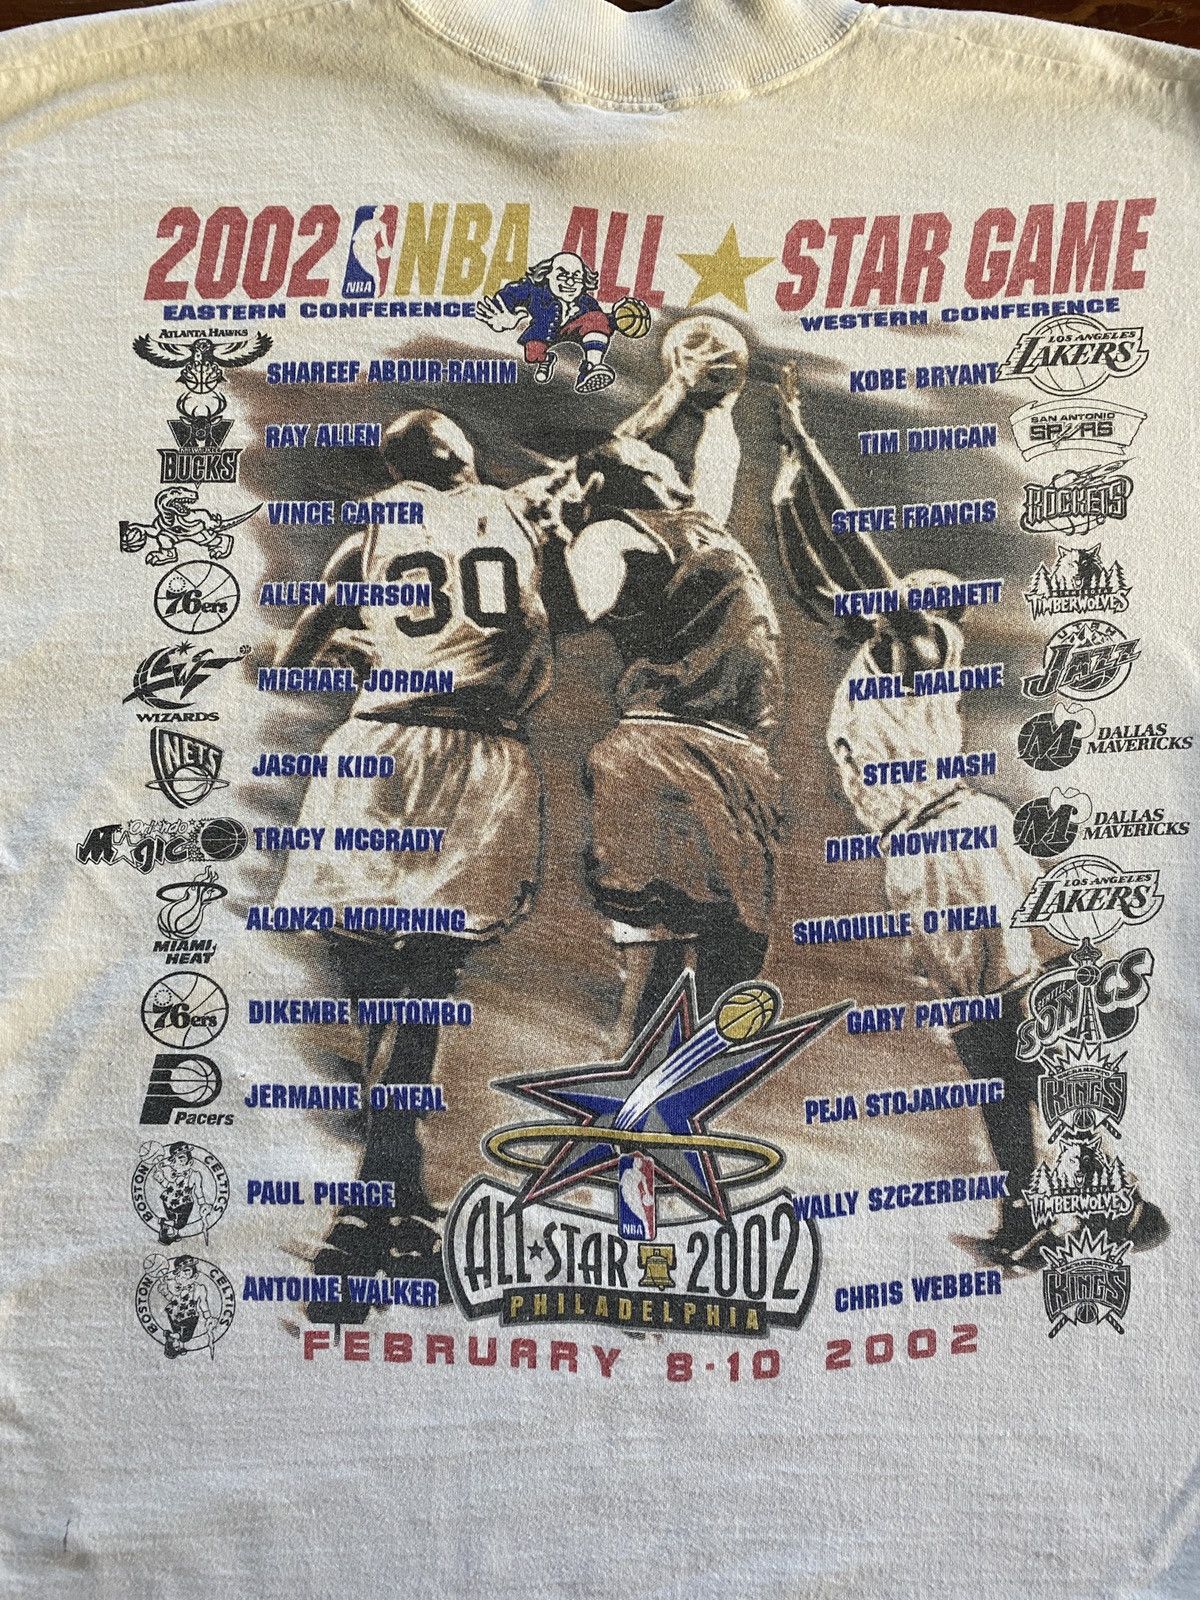 2002 NBA ALL STAR GAME
NBA
EASTERN CONFERENCE
WESTERN CONFERENCE
ATLANTA HAWKS
SHAREEF ABDUR-RAHIM
KOBE BRYANT
LOS ANGELES
LAKERS
MILWAUKEE
BUCKS
RAY ALLEN
TIM DUNCAN
SAN ANTONIO
SPURS
VINCE CARTER
STEVE FRANCIS
ROCKETS
76ers
ALLEN IVERSON
30
KEVIN GARNETT
TIMBERWOLVES
WIZARDS
MICHAEL JORDAN
KARL MALONE
UTAH
JAZZ
NETS
JASON KIDD
STEVE NASH
M
DALLAS
MAVERICKS
Orlando
Magic
TRACY MCGRADY
DIRK NOWITZKI
M
DALLAS
MAVERICKS
MIAMI
HEAT
ALONZO MOURNING
SHAQUILLE O'NEAL
LOS ANGELES
LAKERS
76ers
DIKEMBE MUTOMBO
GARY PAYTON
SEATTLE
SONICS
P
Pacers
JERMAINE O'NEAL
PEJA STOJAKOVIC
SACRAMENTO
KINGS
BOSTON CELTICS
PAUL PIERCE
WALLY SZCZERBIAK
TIMBERWOLVES
BOSTON CELTICS
ANTOINE WALKER
CHRIS WEBBER
SACRAMENTO
KINGS
NBA
ALL STAR 2002
PHILADELPHIA
FEBRUARY 8-10 2002